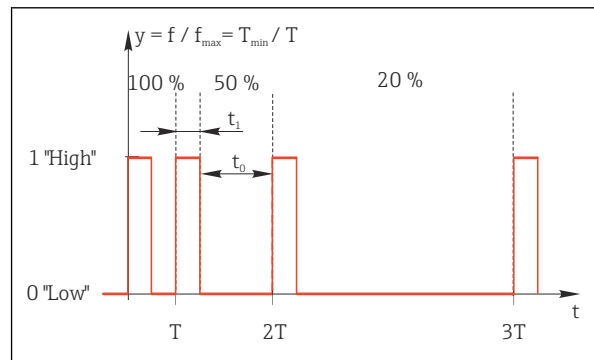 y = f / fmax= Tmin / T
100 % 50 % 20 %
t1
1 "High"
t0
0 "Low"
t
T 2T 3T